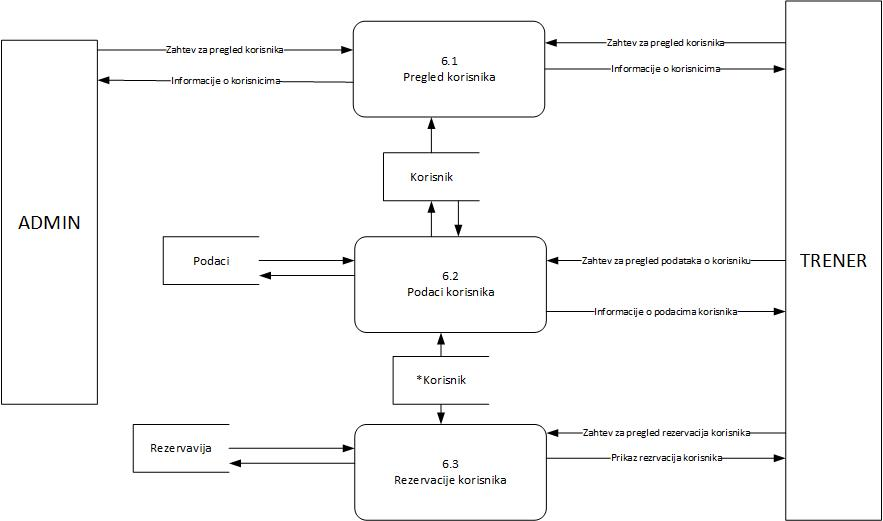 Zahtev za pregled korisnika
6.1
Pregled korisnika
Zahtev za pregled korisnika
Informacije o korisnicima
Informacije o korisnicima
Korisnik
ADMIN
Podaci
6.2
Podaci korisnika
Zahtev za pregled podataka o korisniku
TRENER
Informacije o podacima korisnika
*Korisnik
Rezervavija
6.3
Rezervacije korisnika
Zahtev za pregled rezervacija korisnika
Prikaz rezrvacija korisnika